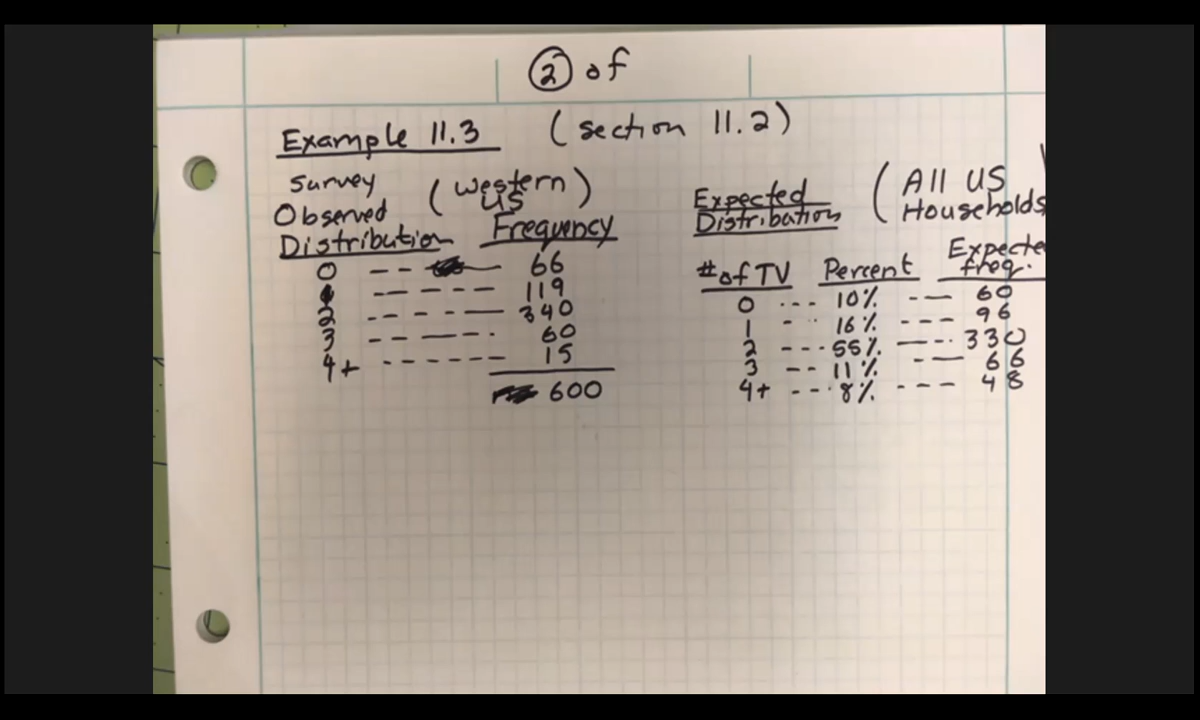 ② of
Example 11.3 (section 11.2)
Survey (Western US)
Observed Distribution Frequency
0 -- — 66
1 ----- 119
2 ----- 340
3 ----- 60
4+ ------ 15
600
Expected Distribution (All US Households
# of TV Percent Expected freq.
0 --- 10% -- 60
1 --- 16% --- 96
2 --- 55% --- 330
3 -- 11% -- 66
4+ --- 8% --- 48